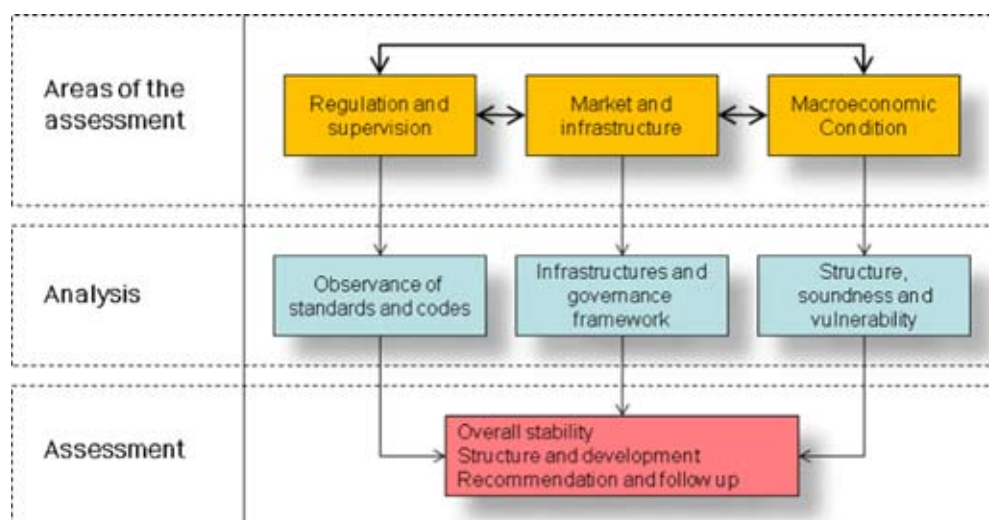 Areas of the
assessment
Regulation and
supervision
Market and
infrastructure
Macroeconomic
Condition
Analysis
Observance of
standards and codes
Infrastructures and
governance
framework
Structure,
soundness and
vulnerability
Assessment
Overall stability
Structure and development
Recommendation and follow up